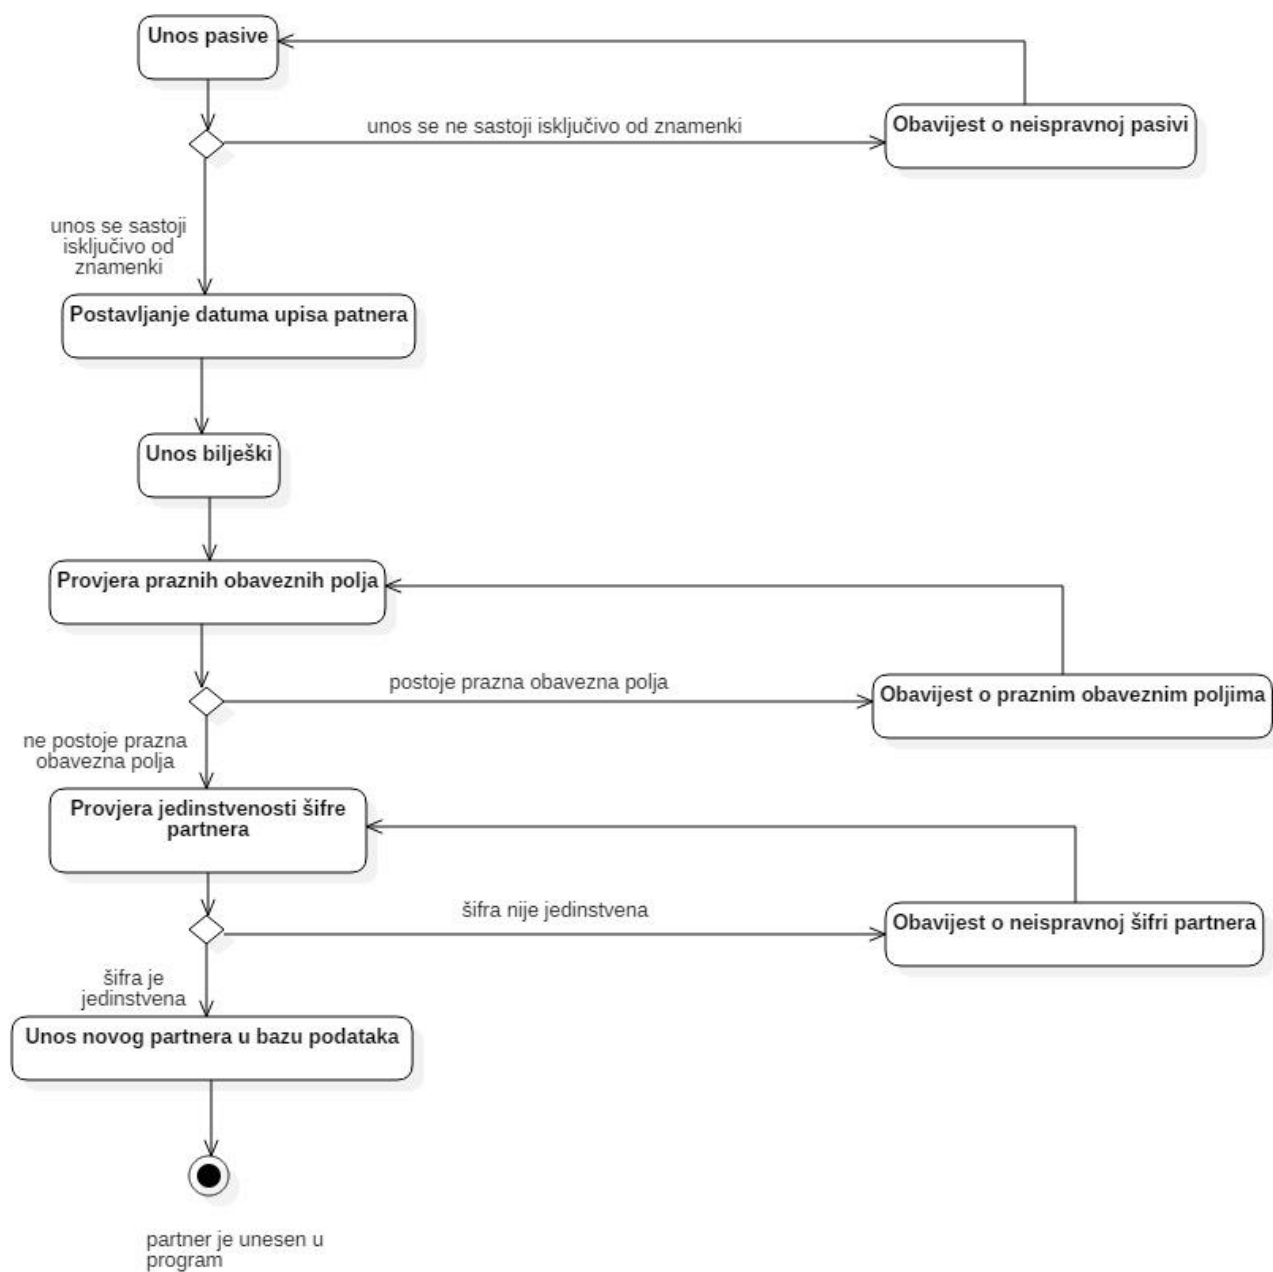 Unos pasive
unos se ne sastoji isključivo od znamenki
Obavijest o neispravnoj pasivi
unos se sastoji
isključivo od
znamenki
Postavljanje datuma upisa patnera
Unos bilješki
Provjera praznih obaveznih polja
postoje prazna obavezna polja
Obavijest o praznim obaveznim poljima
ne postoje prazna
obavezna polja
Provjera jedinstvenosti šifre
partnera
šifra nije jedinstvena
Obavijest o neispravnoj šifri partnera
šifra je
jedinstvena
Unos novog partnera u bazu podataka
partner je unesen u
program